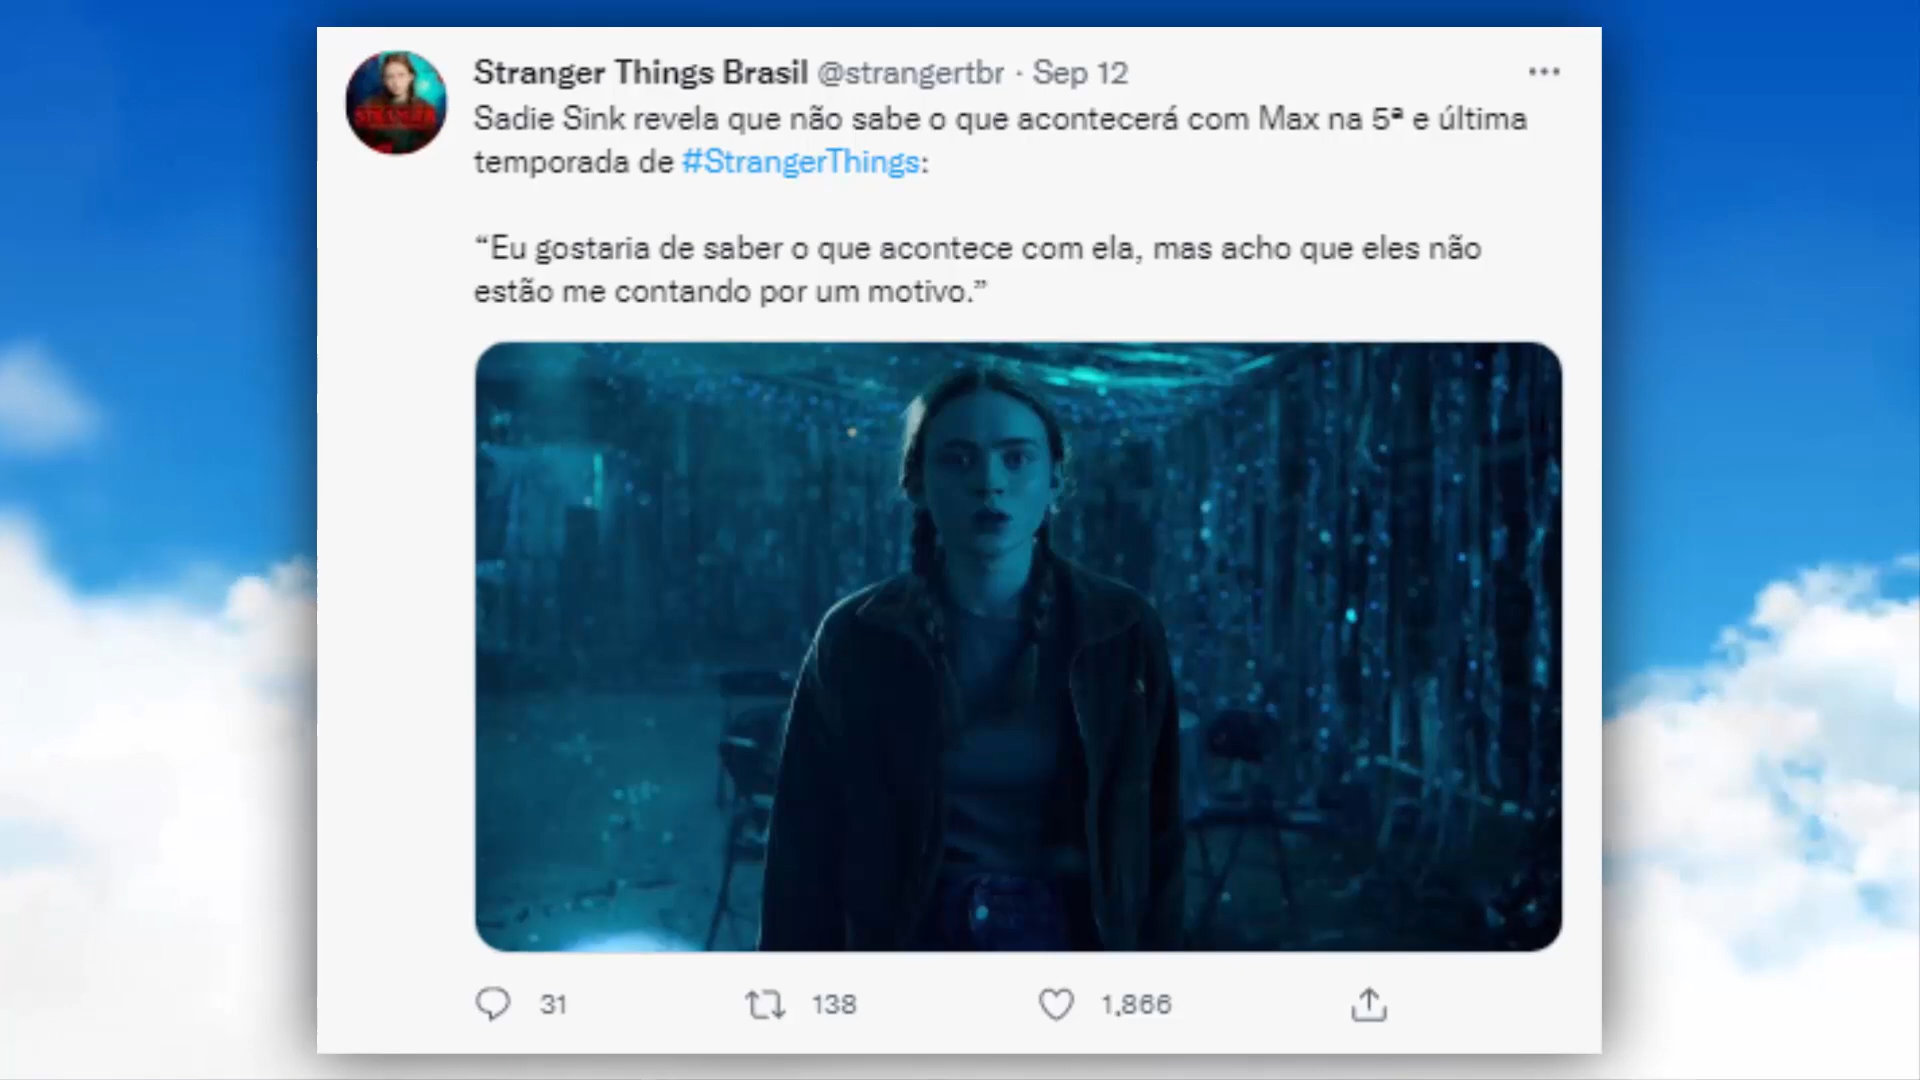 Stranger Things Brasil @strangertbr · Sep 12
Sadie Sink revela que não sabe o que acontecerá com Max na 5ª e última
temporada de #StrangerThings:
“Eu gostaria de saber o que acontece com ela, mas acho que eles não
estão me contando por um motivo.”
31 138 1,866